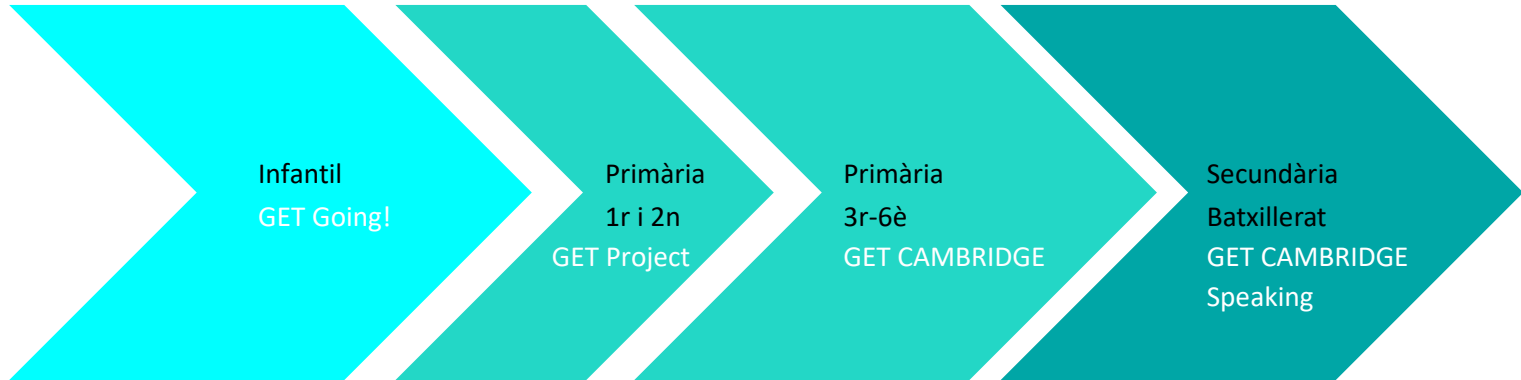 Infantil
GET Going!
Primària
1r i 2n
GET Project
Primària
3r-6è
GET CAMBRIDGE
Secundària
Batxillerat
GET CAMBRIDGE
Speaking